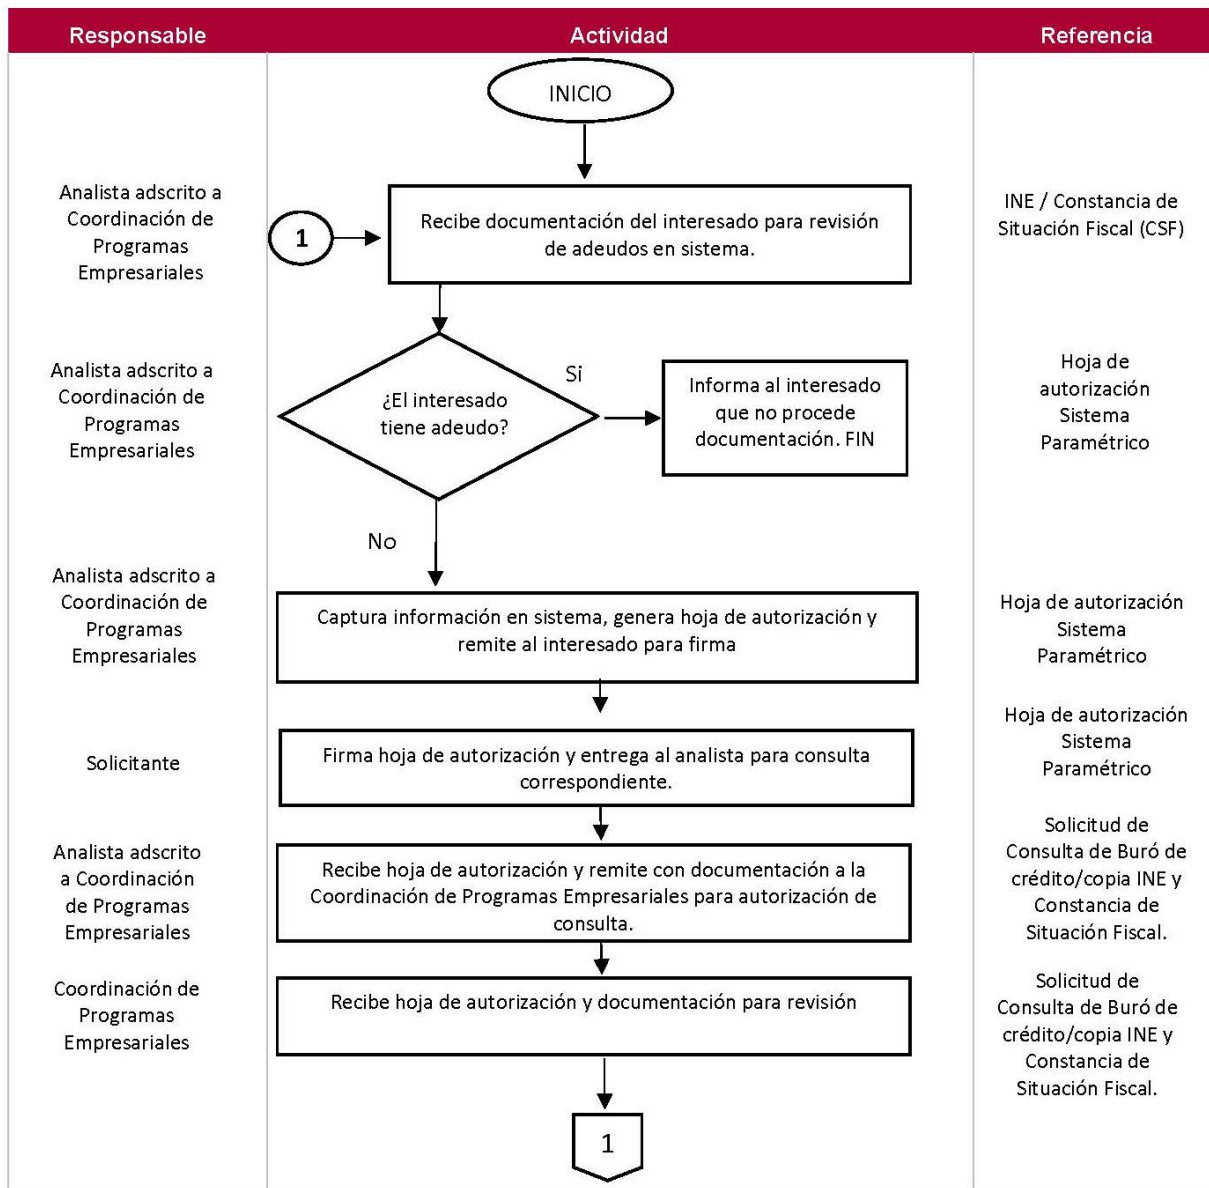 Responsable
Actividad
Referencia
INICIO
Analista adscrito a
Coordinación de
Programas
Empresariales
1
Recibe documentación del interesado para revisión
de adeudos en sistema.
INE / Constancia de
Situación Fiscal (CSF)
Analista adscrito a
Coordinación de
Programas
Empresariales
¿El interesado
tiene adeudo?
Si
Informa al interesado
que no procede
documentación. FIN
Hoja de
autorización
Sistema
Paramétrico
No
Analista adscrito a
Coordinación de
Programas
Empresariales
Captura información en sistema, genera hoja de autorización y
remite al interesado para firma
Hoja de autorización
Sistema
Paramétrico
Solicitante
Firma hoja de autorización y entrega al analista para consulta
correspondiente.
Hoja de autorización
Sistema
Paramétrico
Analista adscrito
a Coordinación
de Programas
Empresariales
Recibe hoja de autorización y remite con documentación a la
Coordinación de Programas Empresariales para autorización de
consulta.
Solicitud de
Consulta de Buró de
crédito/copia INE y
Constancia de
Situación Fiscal.
Coordinación de
Programas
Empresariales
Recibe hoja de autorización y documentación para revisión
Solicitud de
Consulta de Buró de
crédito/copia INE y
Constancia de
Situación Fiscal.
1